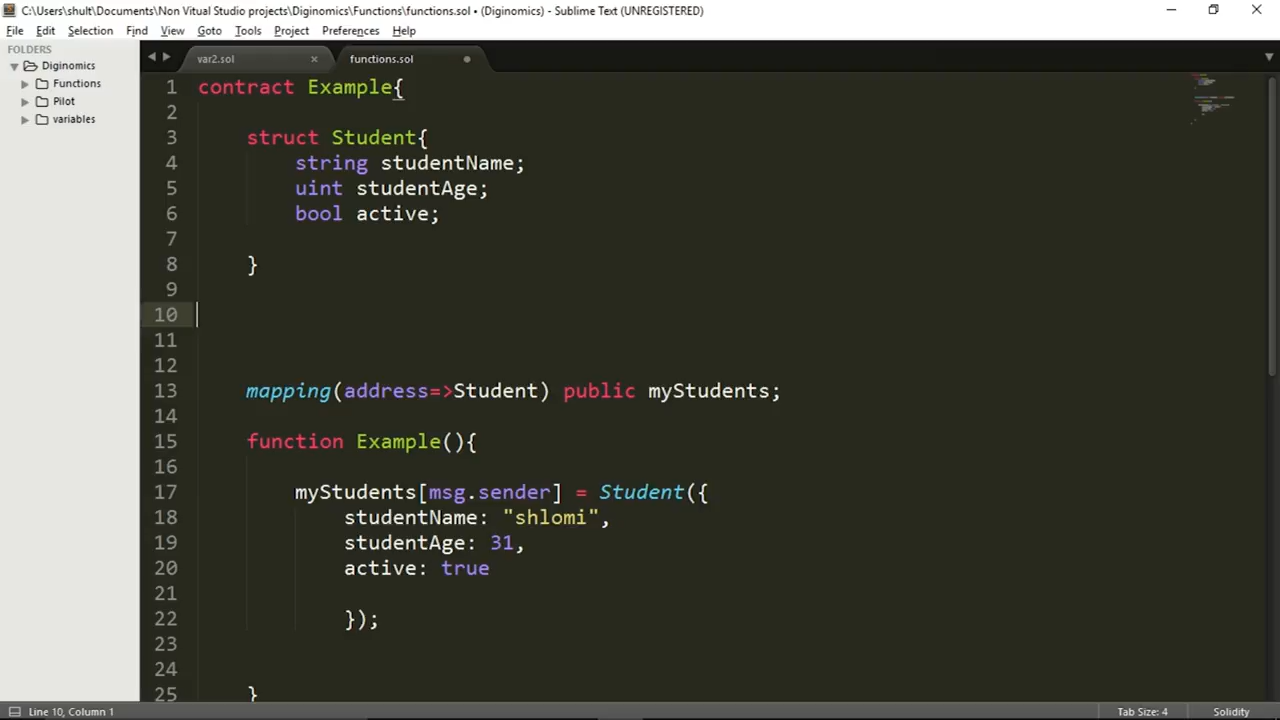 C:\Users\shult\Documents\Non Vitual Studio projects\Diginomics\Functions\functions.sol • (Diginomics) - Sublime Text (UNREGISTERED)
File Edit Selection Find View Goto Tools Project Preferences Help
FOLDERS
Diginomics
Functions
Pilot
variables
var2.sol × functions.sol
1 contract Example{
2
3 struct Student{
4 string studentName;
5 uint studentAge;
6 bool active;
7
8 }
9
10
11
12
13 mapping(address=>Student) public myStudents;
14
15 function Example(){
16
17 myStudents[msg.sender] = Student({
18 studentName: "shlomi",
19 studentAge: 31,
20 active: true
21
22 });
23
24
25 }
Line 10, Column 1 Tab Size: 4 Solidity